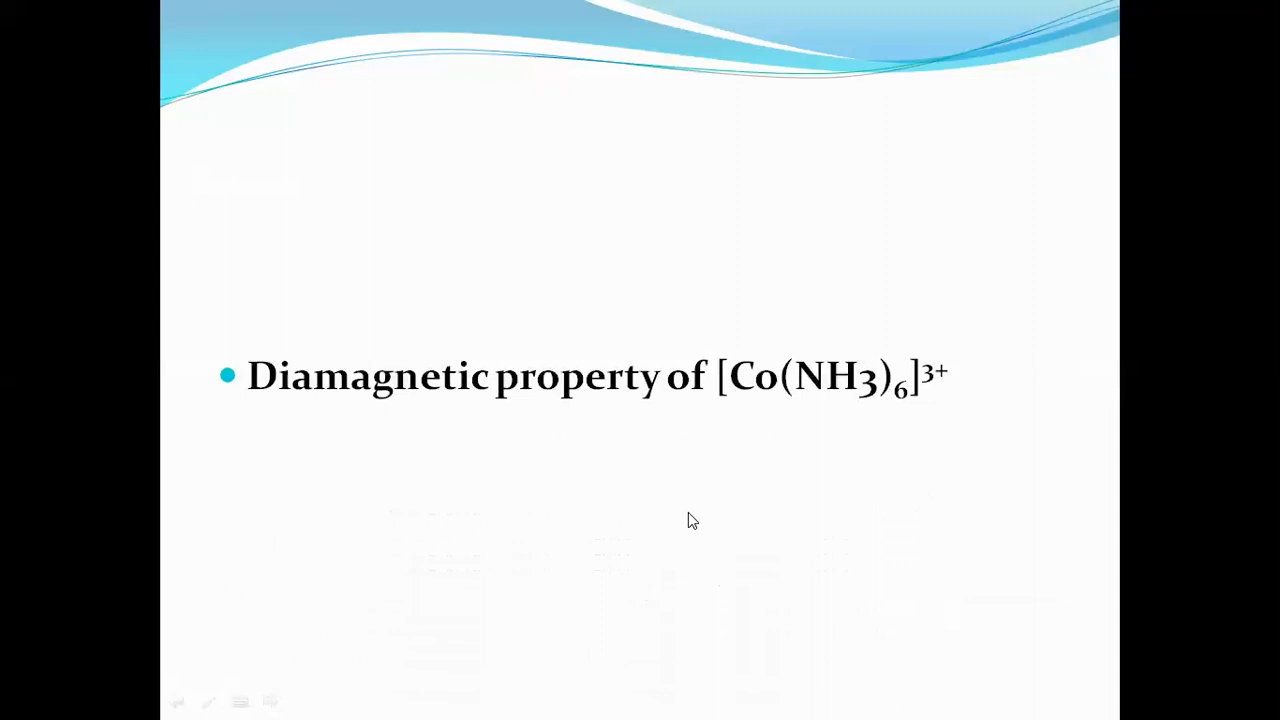 • Diamagnetic property of [Co(NH3)₆]³⁺